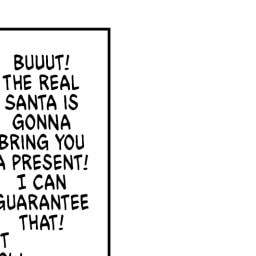 BUUUT!
THE REAL
SANTA IS
GONNA
BRING YOU
A PRESENT!
I CAN
GUARANTEE
THAT!